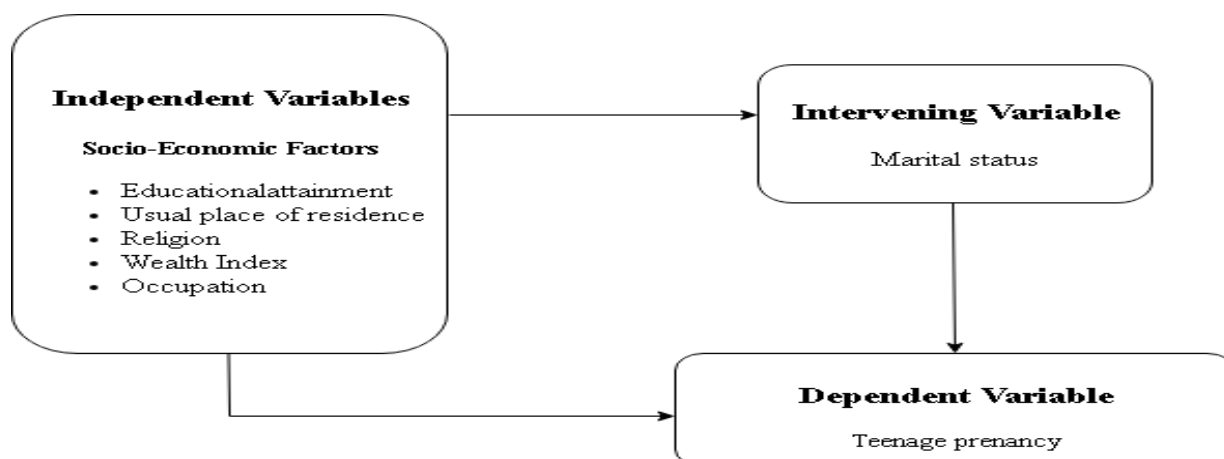 Independent Variables
Socio-Economic Factors
• Educationalattainment
• Usual place of residence
• Religion
• Wealth Index
• Occupation
Intervening Variable
Marital status
Dependent Variable
Teenage prenancy